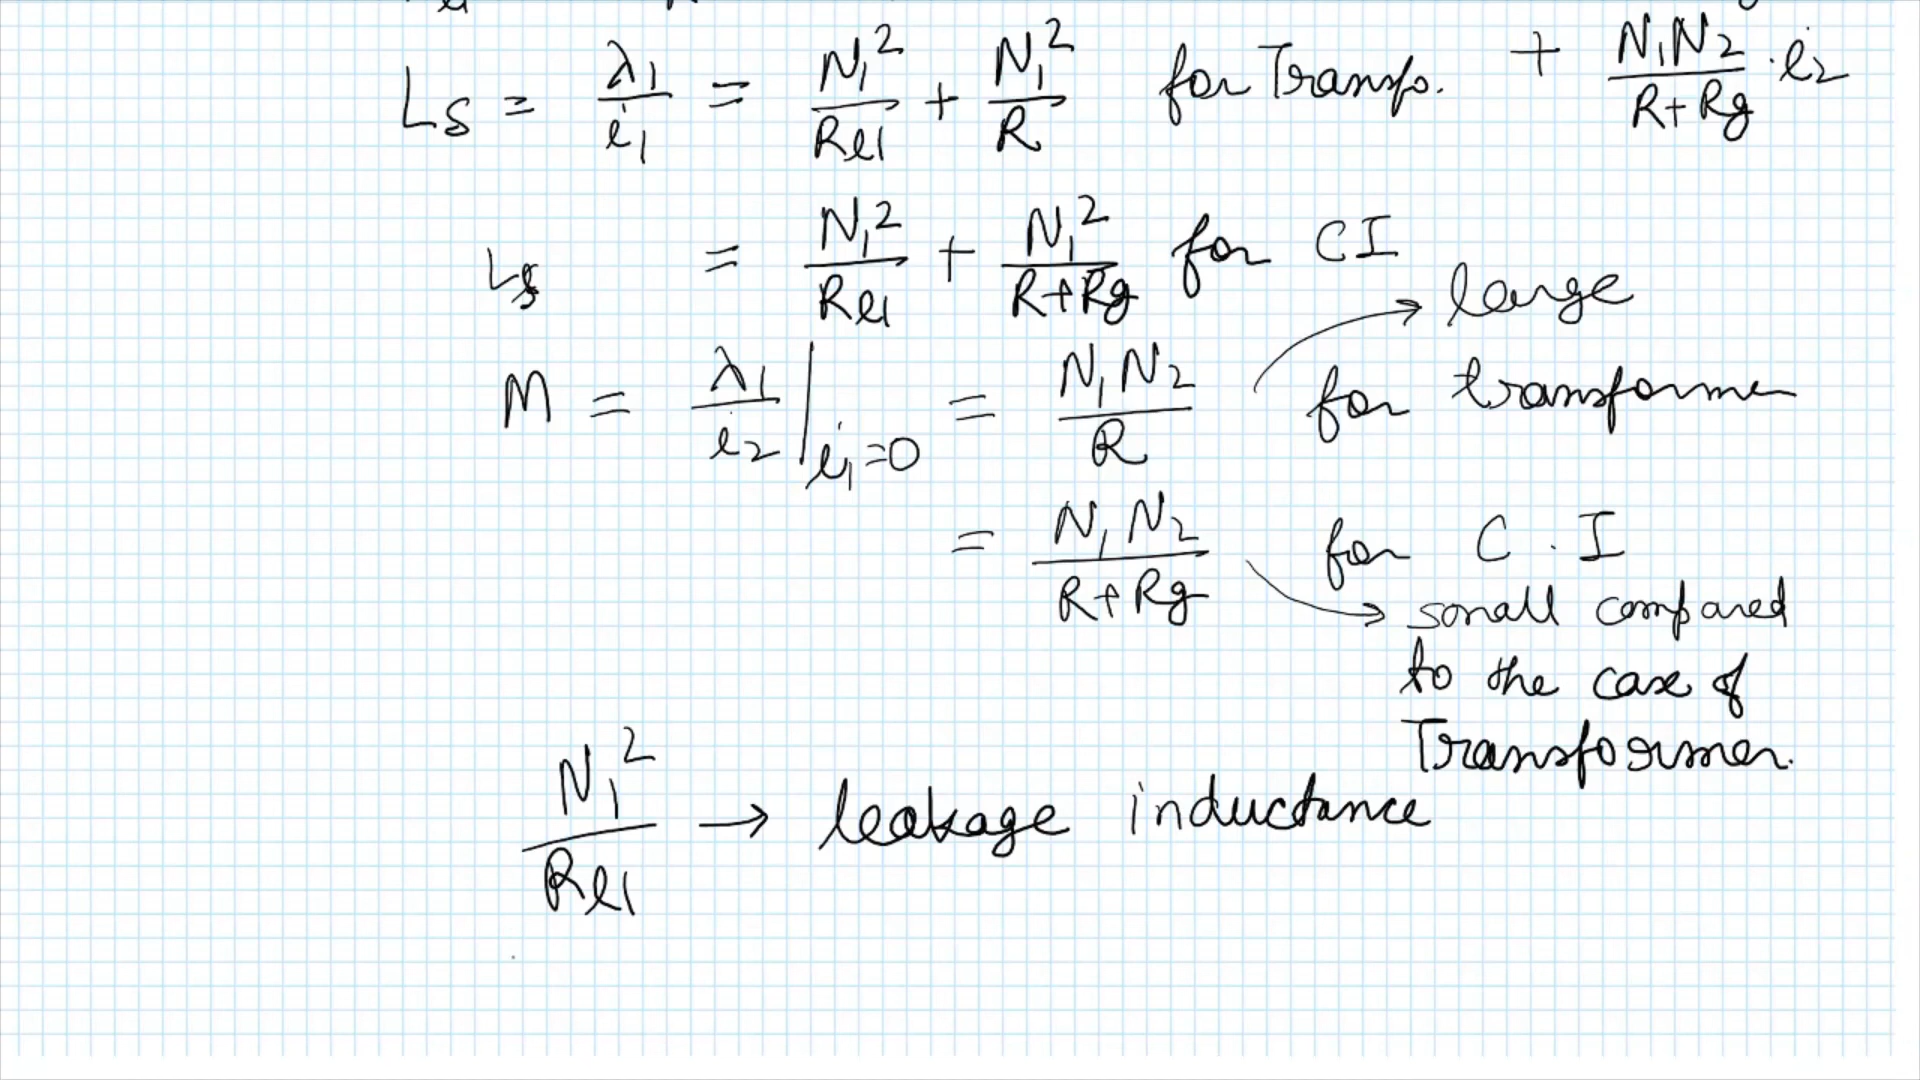 Ls = λ1/i1 = N1²/Rl1 + N1²/R for Transfo. + N1N2/(R+Rg) · i2
Ls = N1²/Rl1 + N1²/(R+Rg) for CI
large
M = λ1/i2 |i1=0 = N1N2/R for transformer
= N1N2/(R+Rg) for C.I
small compared
to the case of
Transformer.
N1²/Rl1 → leakage inductance